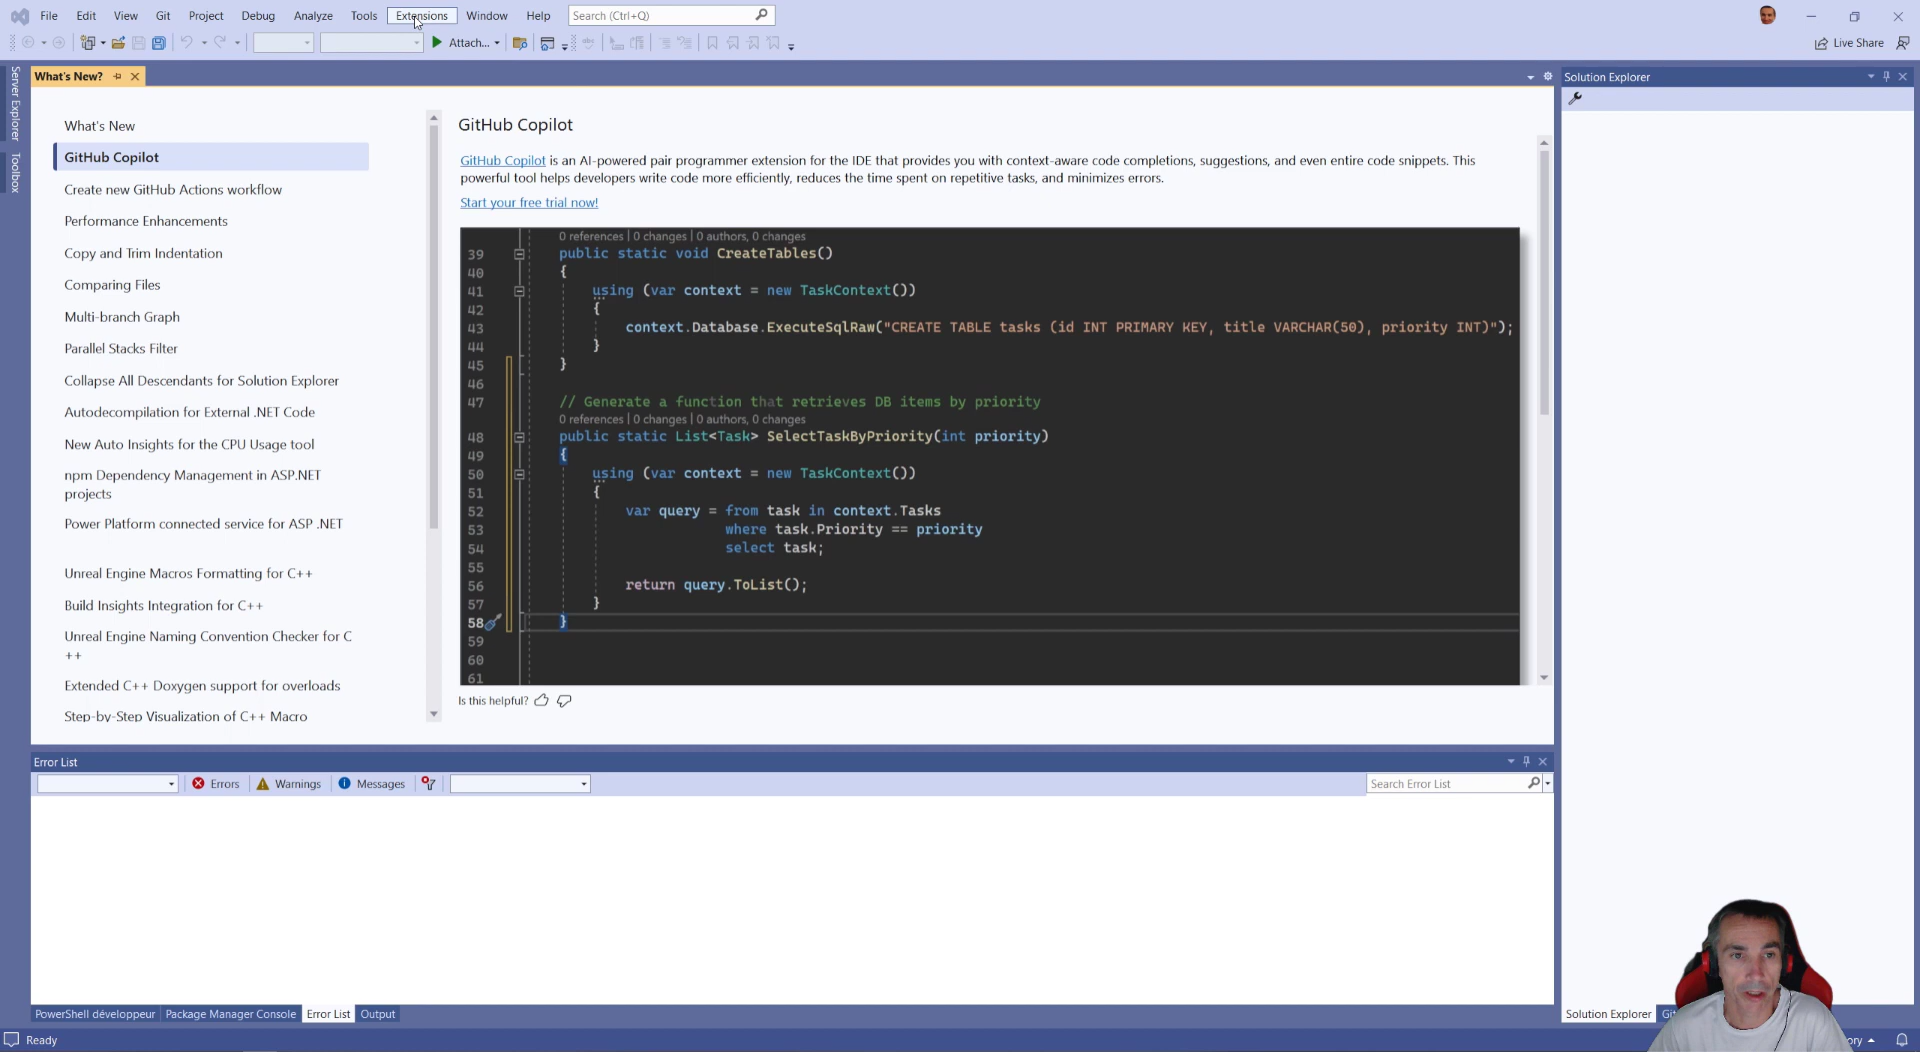 File Edit View Git Project Debug Analyze Tools Extensions Window Help Search (Ctrl+Q)
Attach... Live Share
Server Explorer
Toolbox
What's New?
Solution Explorer
What's New
GitHub Copilot
Create new GitHub Actions workflow
Performance Enhancements
Copy and Trim Indentation
Comparing Files
Multi-branch Graph
Parallel Stacks Filter
Collapse All Descendants for Solution Explorer
Autodecompilation for External .NET Code
New Auto Insights for the CPU Usage tool
npm Dependency Management in ASP.NET
projects
Power Platform connected service for ASP .NET
Unreal Engine Macros Formatting for C++
Build Insights Integration for C++
Unreal Engine Naming Convention Checker for C
++
Extended C++ Doxygen support for overloads
Step-by-Step Visualization of C++ Macro
GitHub Copilot
GitHub Copilot is an AI-powered pair programmer extension for the IDE that provides you with context-aware code completions, suggestions, and even entire code snippets. This
powerful tool helps developers write code more efficiently, reduces the time spent on repetitive tasks, and minimizes errors.
Start your free trial now!
0 references | 0 changes | 0 authors, 0 changes
39 public static void CreateTables()
40 {
41 using (var context = new TaskContext())
42 {
43 context.Database.ExecuteSqlRaw("CREATE TABLE tasks (id INT PRIMARY KEY, title VARCHAR(50), priority INT)");
44 }
45 }
46
47 // Generate a function that retrieves DB items by priority
0 references | 0 changes | 0 authors, 0 changes
48 public static List<Task> SelectTaskByPriority(int priority)
49 {
50 using (var context = new TaskContext())
51 {
52 var query = from task in context.Tasks
53 where task.Priority == priority
54 select task;
55
56 return query.ToList();
57 }
58 }
59
60
61
Is this helpful?
Error List
Errors Warnings Messages Search Error List
PowerShell développeur Package Manager Console Error List Output
Solution Explorer
Ready